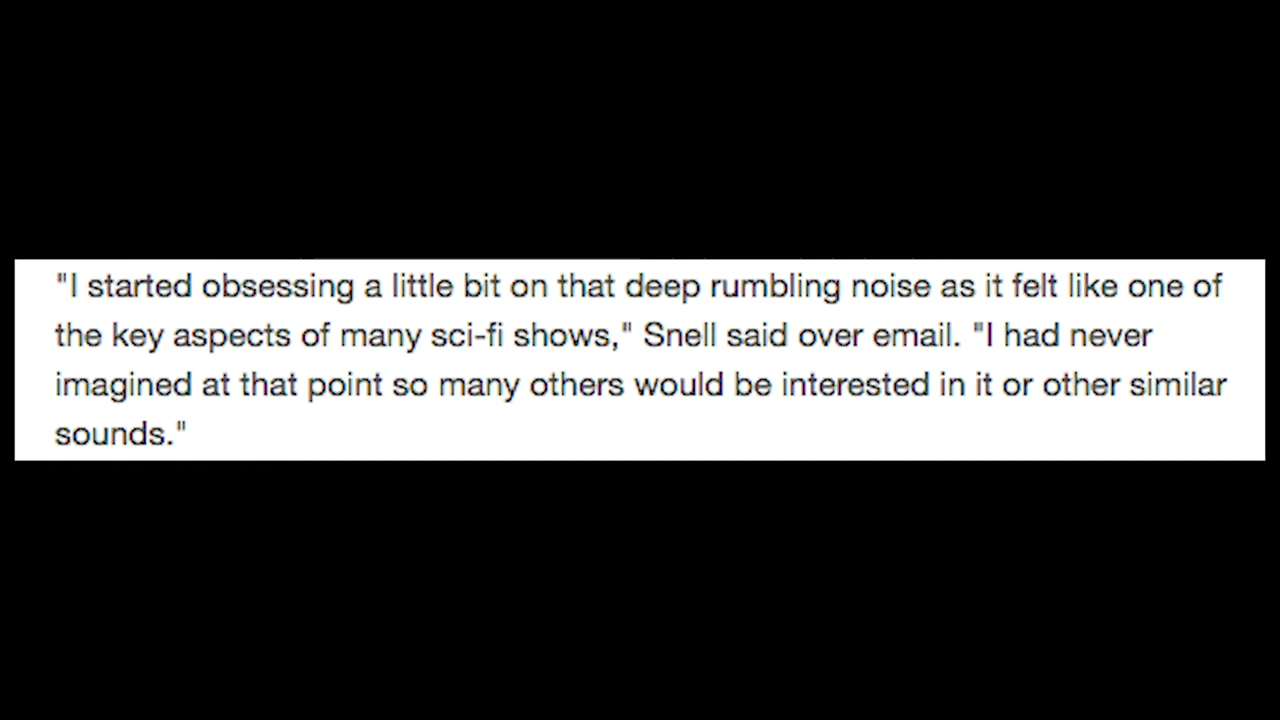 "I started obsessing a little bit on that deep rumbling noise as it felt like one of
the key aspects of many sci-fi shows," Snell said over email. "I had never
imagined at that point so many others would be interested in it or other similar
sounds."